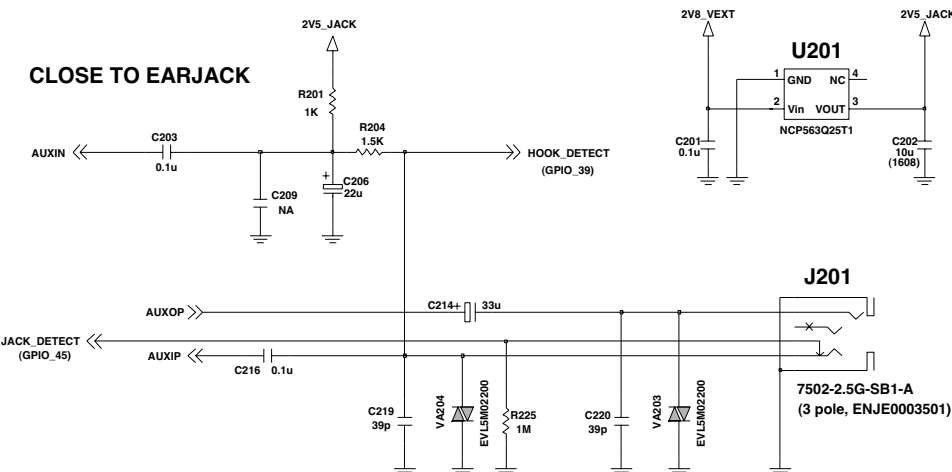 2V5_JACK
2V8_VEXT
2V5_JACK
U201
CLOSE TO EARJACK
1 GND NC 4
2 Vin VOUT 3
NCP563Q25T1
R201
1K
R204
1.5K
C203
0.1u
AUXIN
HOOK_DETECT
(GPIO_39)
C201
0.1u
C202
10u
(1608)
+
C206
22u
C209
NA
J201
AUXOP
C214+ 33u
JACK_DETECT
(GPIO_45)
AUXIP
C216 0.1u
7502-2.5G-SB1-A
(3 pole, ENJE0003501)
C219
39p
VA204
EVL5M02200
R225
1M
C220
39p
VA203
EVL5M02200